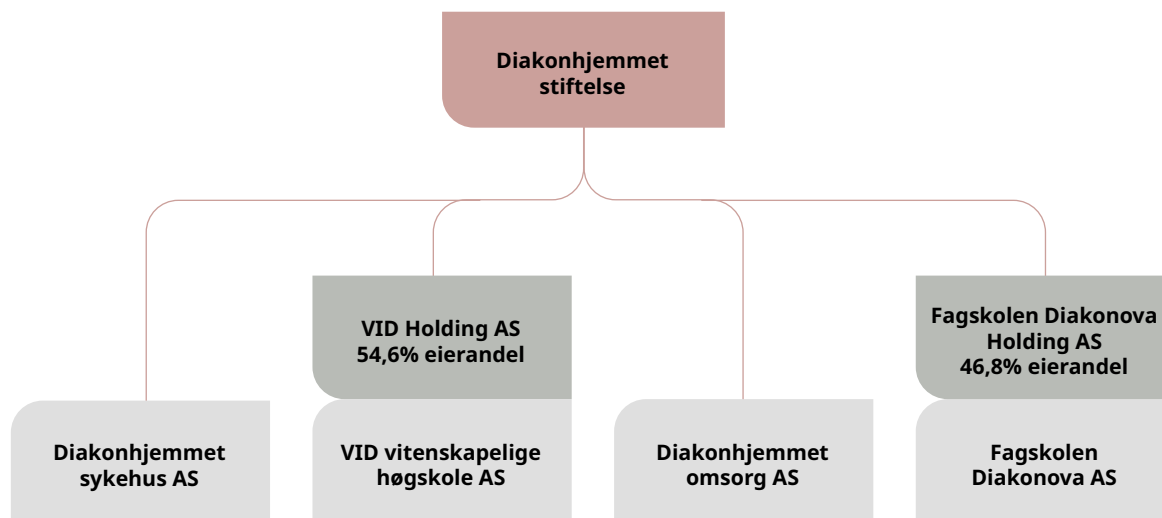 Diakonhjemmet
stiftelse
VID Holding AS
54,6% eierandel
Fagskolen Diakonova
Holding AS
46,8% eierandel
Diakonhjemmet
sykehus AS
VID vitenskapelige
høgskole AS
Diakonhjemmet
omsorg AS
Fagskolen
Diakonova AS